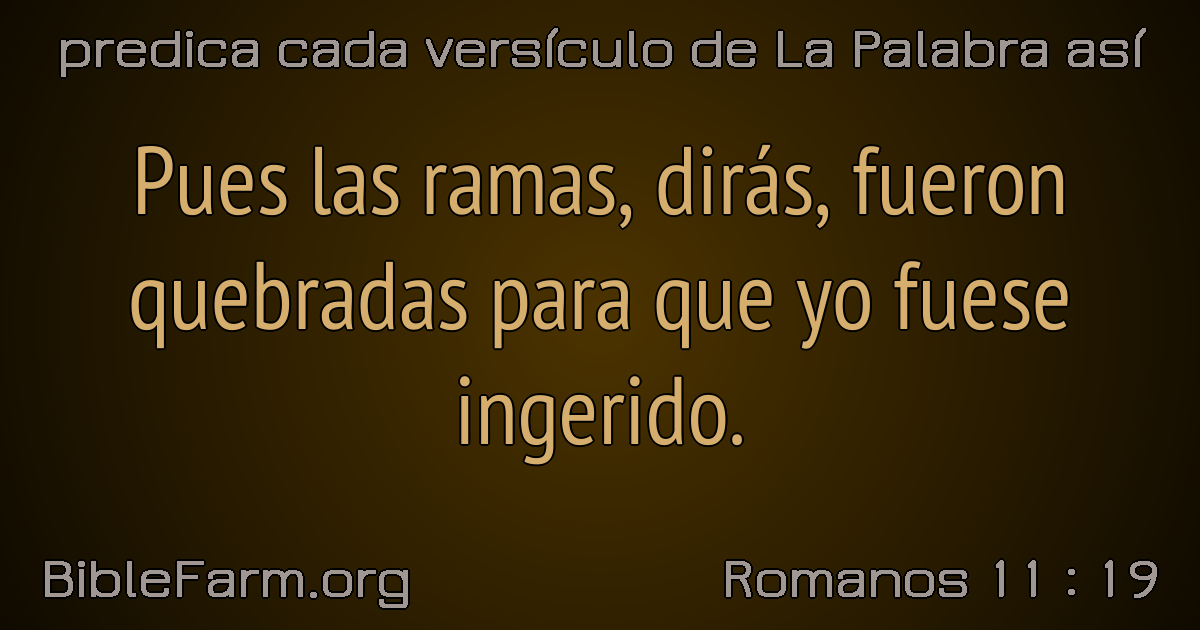 predica cada versículo de La Palabra así
Pues las ramas, dirás, fueron
quebradas para que yo fuese
ingerido.
BibleFarm.org
Romanos 11 : 19